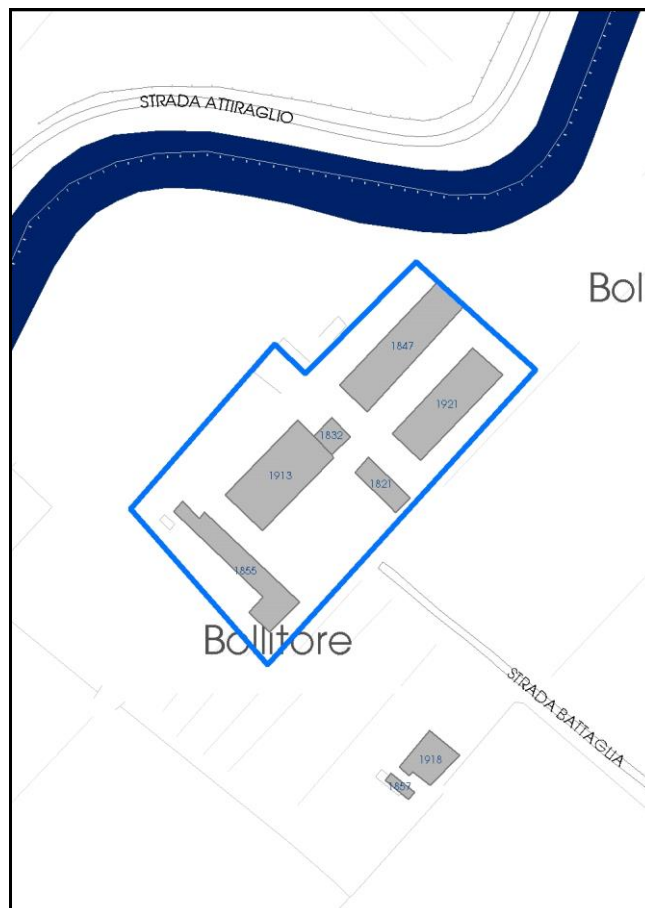 STRADA ATTIRAGLIO
Bol
1847
1921
1832
1913
1821
1855
Bollitore
STRADA BATTAGLIA
1918
1857